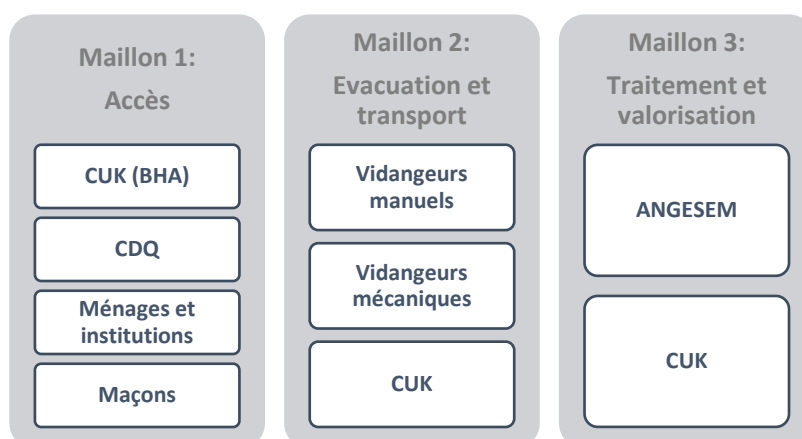 Maillon 1:
Accès
CUK (BHA)
CDQ
Ménages et
institutions
Maçons
Maillon 2:
Evacuation et
transport
Vidangeurs
manuels
Vidangeurs
mécaniques
CUK
Maillon 3:
Traitement et
valorisation
ANGESEM
CUK